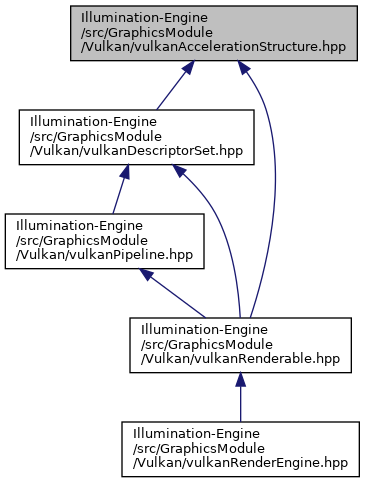 Illumination-Engine
/src/GraphicsModule
/Vulkan/vulkanAccelerationStructure.hpp
Illumination-Engine
/src/GraphicsModule
/Vulkan/vulkanDescriptorSet.hpp
Illumination-Engine
/src/GraphicsModule
/Vulkan/vulkanPipeline.hpp
Illumination-Engine
/src/GraphicsModule
/Vulkan/vulkanRenderable.hpp
Illumination-Engine
/src/GraphicsModule
/Vulkan/vulkanRenderEngine.hpp